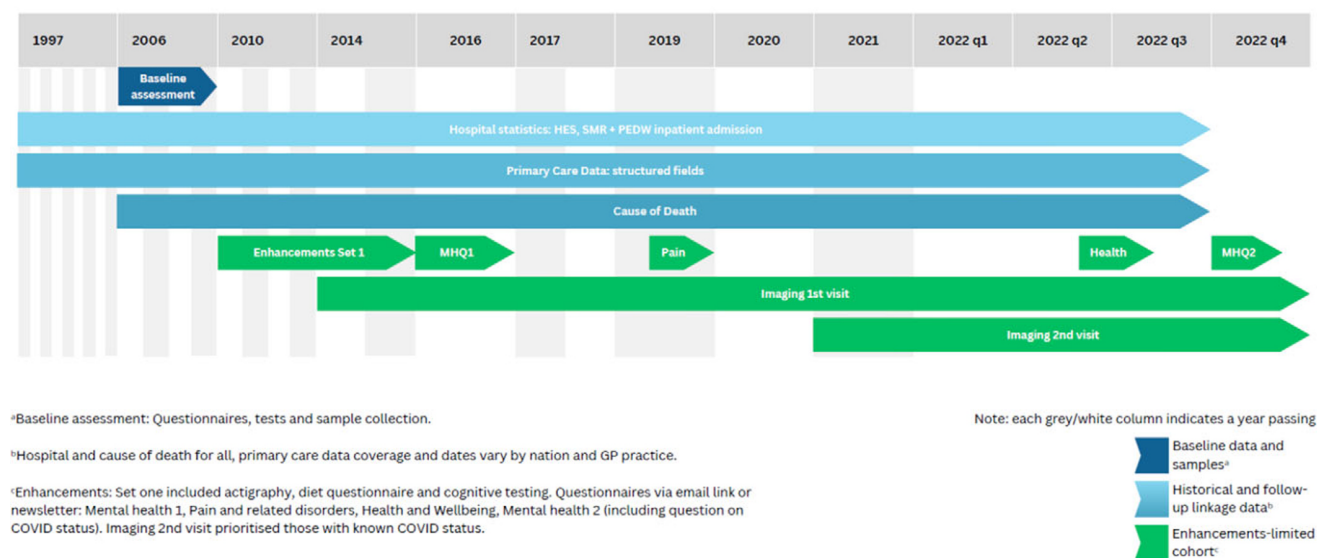 1997 2006 2010 2014 2016 2017 2019 2020 2021 2022 q1 2022 q2 2022 q3 2022 q4
Baseline
assessment
Hospital statistics: HES, SMR + PEDW inpatient admission
Primary Care Data: structured fields
Cause of Death
Enhancements Set 1 MHQ1 Pain Health MHQ2
Imaging 1st visit
Imaging 2nd visit
ᵃBaseline assessment: Questionnaires, tests and sample collection.
ᵇHospital and cause of death for all, primary care data coverage and dates vary by nation and GP practice.
ᶜEnhancements: Set one included actigraphy, diet questionnaire and cognitive testing. Questionnaires via email link or
newsletter: Mental health 1, Pain and related disorders, Health and Wellbeing, Mental health 2 (including question on
COVID status). Imaging 2nd visit prioritised those with known COVID status.
Note: each grey/white column indicates a year passing
Baseline data and
samplesᵃ
Historical and follow-
up linkage dataᵇ
Enhancements-limited
cohortᶜ